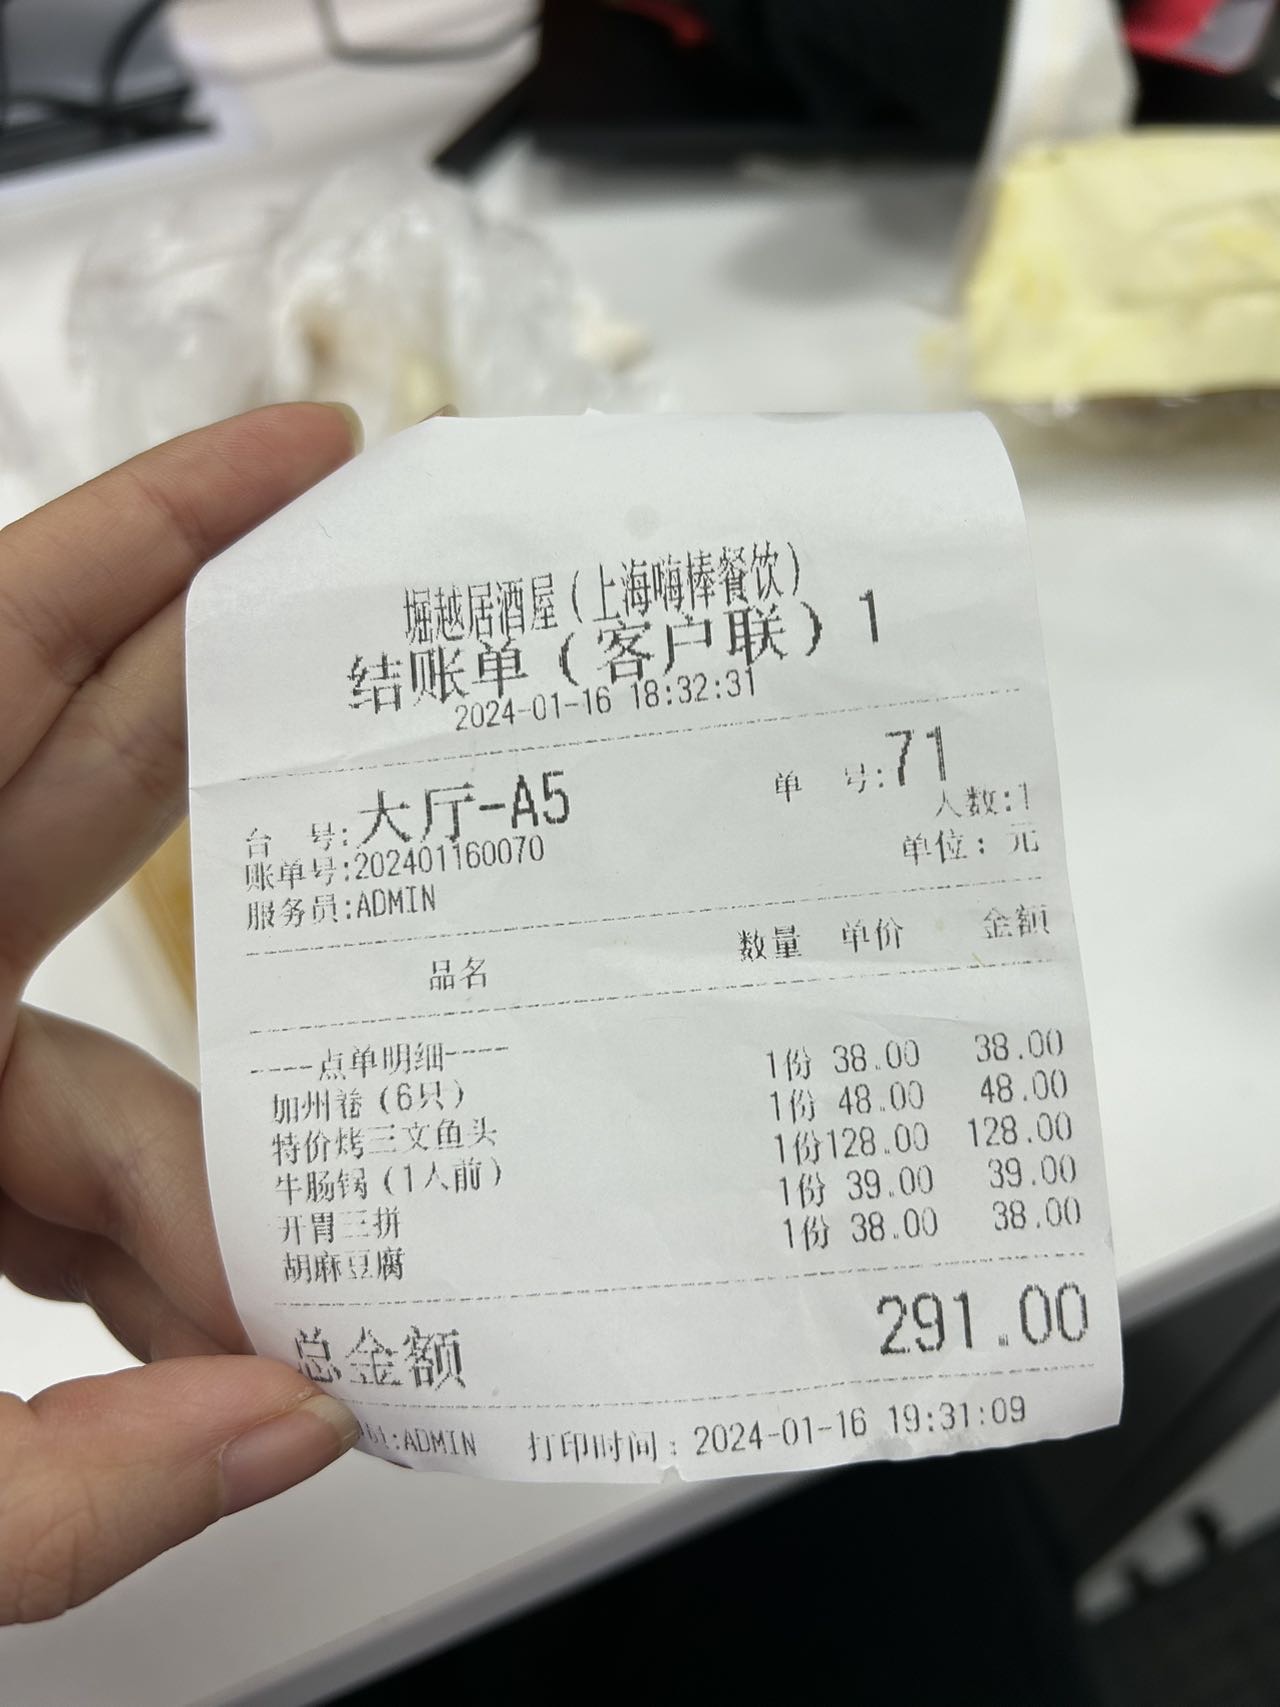 堀越居酒屋(上海嗨棒餐饮)
结账单(客户联)1
2024-01-16 18:32:31
台 号:大厅-A5 单 号:71
账单号:202401160070 人数:1
服务员:ADMIN 单位：元
品名 数量 单价 金额
----点单明细----
加州卷(6只) 1份 38.00 38.00
特价烤三文鱼头 1份 48.00 48.00
牛肠锅(1人前) 1份128.00 128.00
开胃三拼 1份 39.00 39.00
胡麻豆腐 1份 38.00 38.00
总金额 291.00
:ADMIN 打印时间：2024-01-16 19:31:09